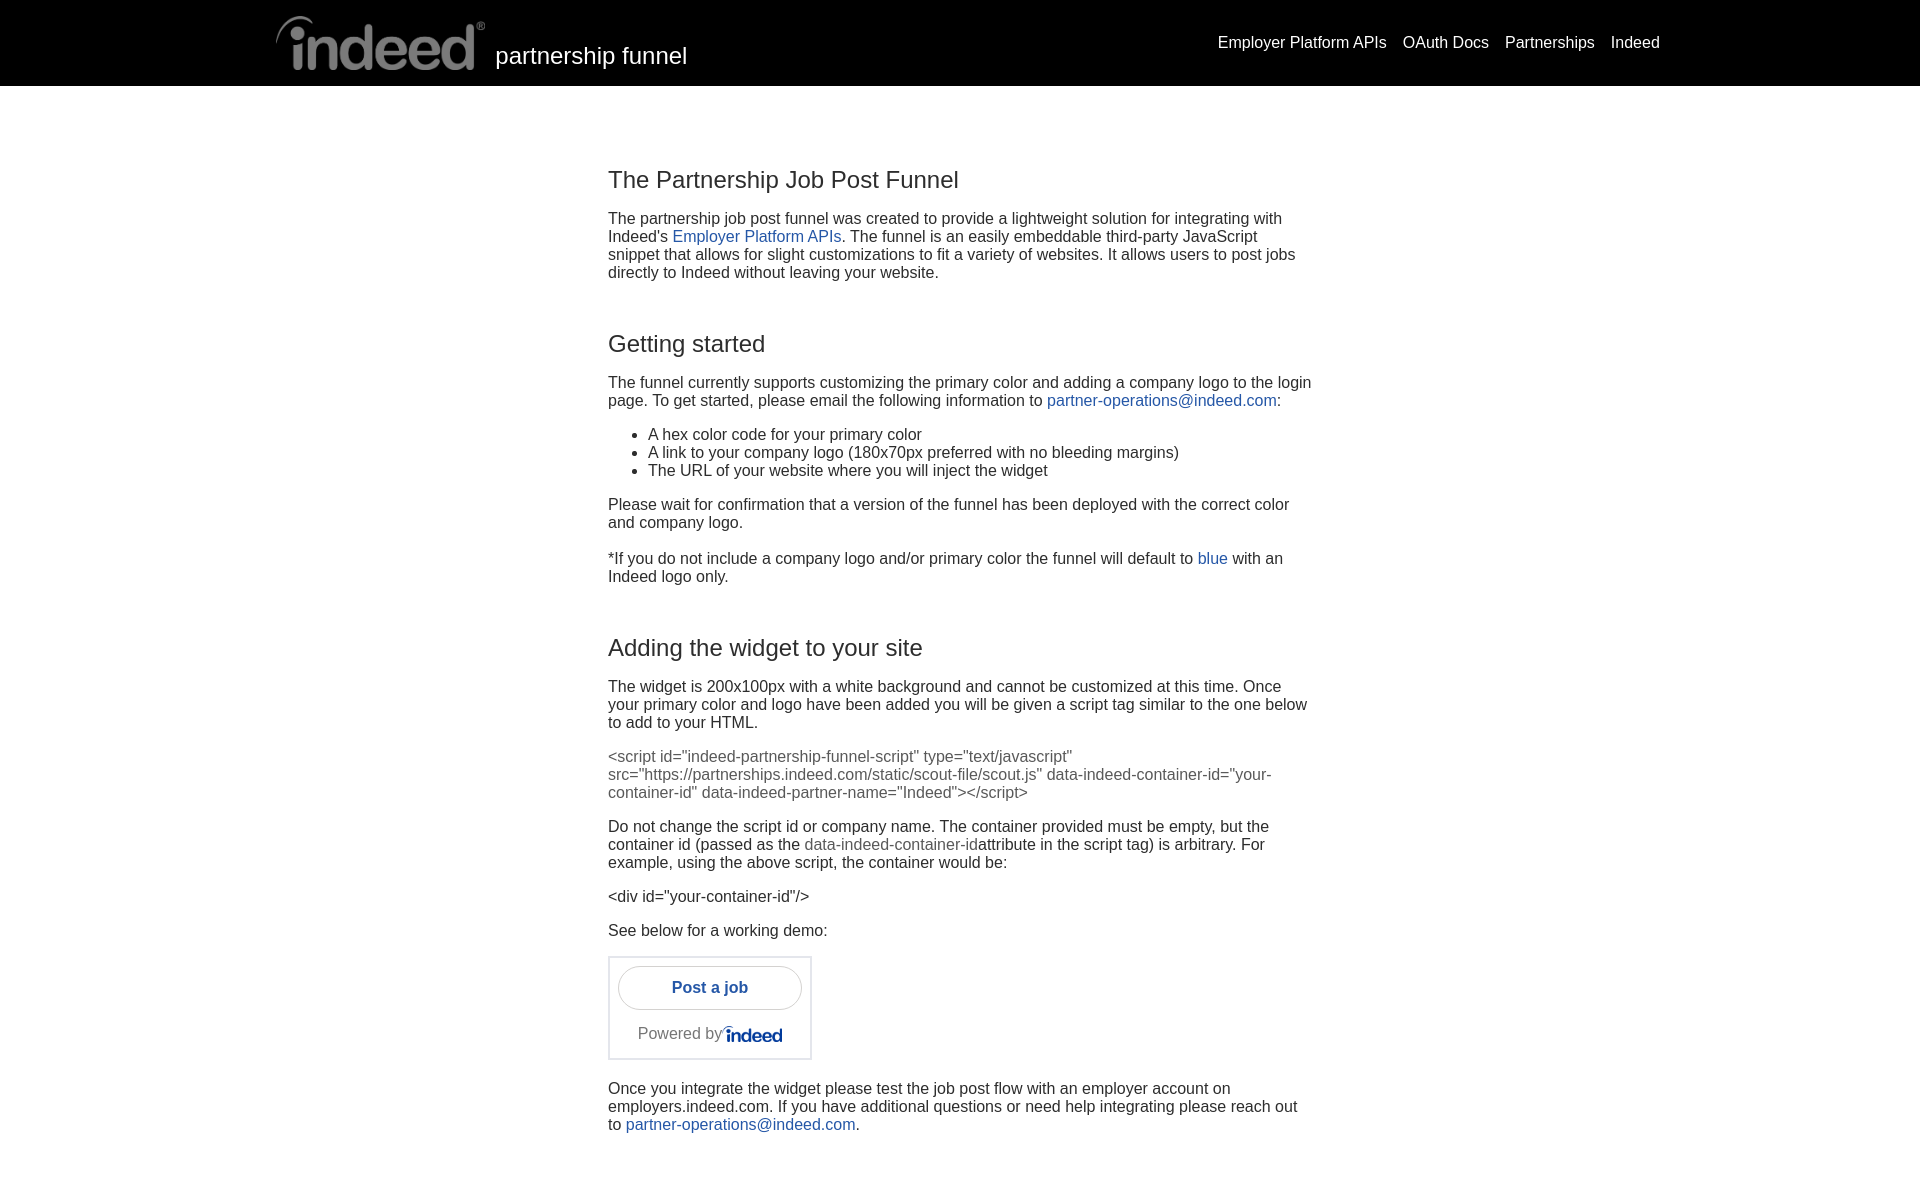 indeed® partnership funnel
Employer Platform APIs OAuth Docs Partnerships Indeed
The Partnership Job Post Funnel
The partnership job post funnel was created to provide a lightweight solution for integrating with
Indeed's Employer Platform APIs. The funnel is an easily embeddable third-party JavaScript
snippet that allows for slight customizations to fit a variety of websites. It allows users to post jobs
directly to Indeed without leaving your website.
Getting started
The funnel currently supports customizing the primary color and adding a company logo to the login
page. To get started, please email the following information to partner-operations@indeed.com:
• A hex color code for your primary color
• A link to your company logo (180x70px preferred with no bleeding margins)
• The URL of your website where you will inject the widget
Please wait for confirmation that a version of the funnel has been deployed with the correct color
and company logo.
*If you do not include a company logo and/or primary color the funnel will default to blue with an
Indeed logo only.
Adding the widget to your site
The widget is 200x100px with a white background and cannot be customized at this time. Once
your primary color and logo have been added you will be given a script tag similar to the one below
to add to your HTML.
<script id="indeed-partnership-funnel-script" type="text/javascript"
src="https://partnerships.indeed.com/static/scout-file/scout.js" data-indeed-container-id="your-
container-id" data-indeed-partner-name="Indeed"></script>
Do not change the script id or company name. The container provided must be empty, but the
container id (passed as the data-indeed-container-idattribute in the script tag) is arbitrary. For
example, using the above script, the container would be:
<div id="your-container-id"/>
See below for a working demo:
Post a job
Powered by indeed
Once you integrate the widget please test the job post flow with an employer account on
employers.indeed.com. If you have additional questions or need help integrating please reach out
to partner-operations@indeed.com.